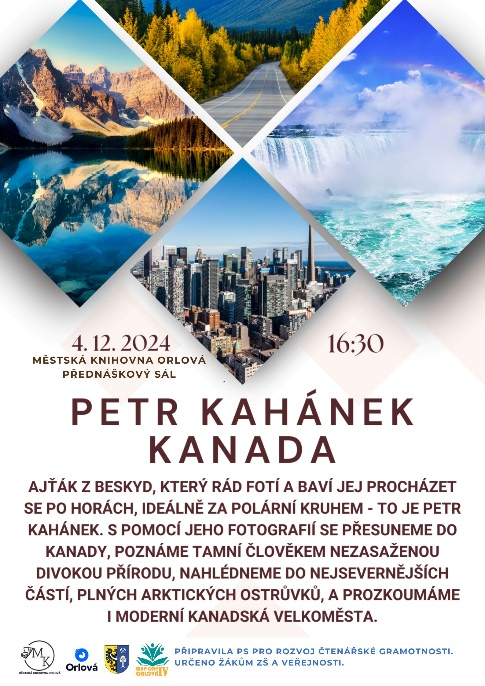 4. 12. 2024
MĚSTSKÁ KNIHOVNA ORLOVÁ
PŘEDNÁŠKOVÝ SÁL
16:30
PETR KAHÁNEK
KANADA
AJŤÁK Z BESKYD, KTERÝ RÁD FOTÍ A BAVÍ JEJ PROCHÁZET
SE PO HORÁCH, IDEÁLNĚ ZA POLÁRNÍ KRUHEM - TO JE PETR
KAHÁNEK. S POMOCÍ JEHO FOTOGRAFIÍ SE PŘESUNEME DO
KANADY, POZNÁME TAMNÍ ČLOVĚKEM NEZASAŽENOU
DIVOKOU PŘÍRODU, NAHLÉDNEME DO NEJSEVERNĚJŠÍCH
ČÁSTÍ, PLNÝCH ARKTICKÝCH OSTRŮVKŮ, A PROZKOUMÁME
I MODERNÍ KANADSKÁ VELKOMĚSTA.
MK
Orlová
PŘIPRAVILA PS PRO ROZVOJ ČTENÁŘSKÉ GRAMOTNOSTI.
URČENO ŽÁKŮM ZŠ A VEŘEJNOSTI.